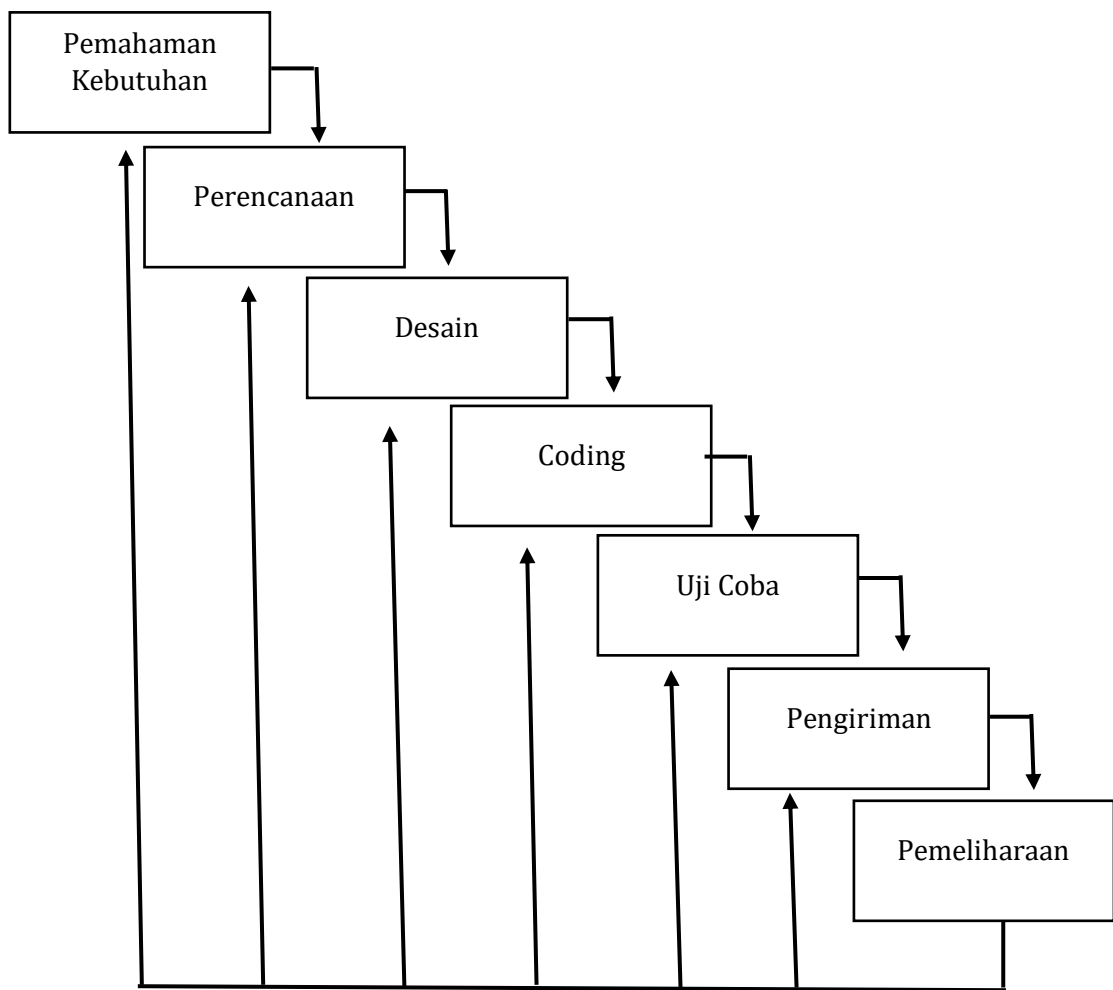 Pemahaman
Kebutuhan
Perencanaan
Desain
Coding
Uji Coba
Pengiriman
Pemeliharaan